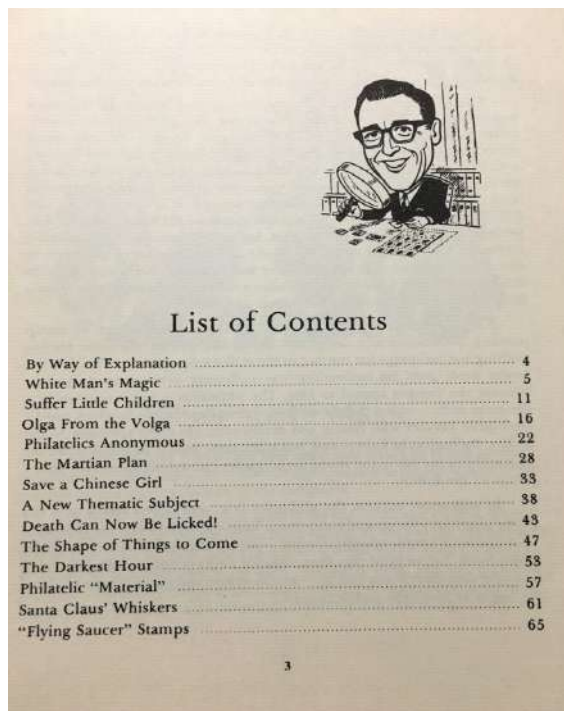 List of Contents
By Way of Explanation ........ 4
White Man's Magic ........ 5
Suffer Little Children ........ 11
Olga From the Volga ........ 16
Philatelics Anonymous ........ 22
The Martian Plan ........ 28
Save a Chinese Girl ........ 33
A New Thematic Subject ........ 38
Death Can Now Be Licked! ........ 43
The Shape of Things to Come ........ 47
The Darkest Hour ........ 53
Philatelic “Material” ........ 57
Santa Claus' Whiskers ........ 61
“Flying Saucer” Stamps ........ 65
3